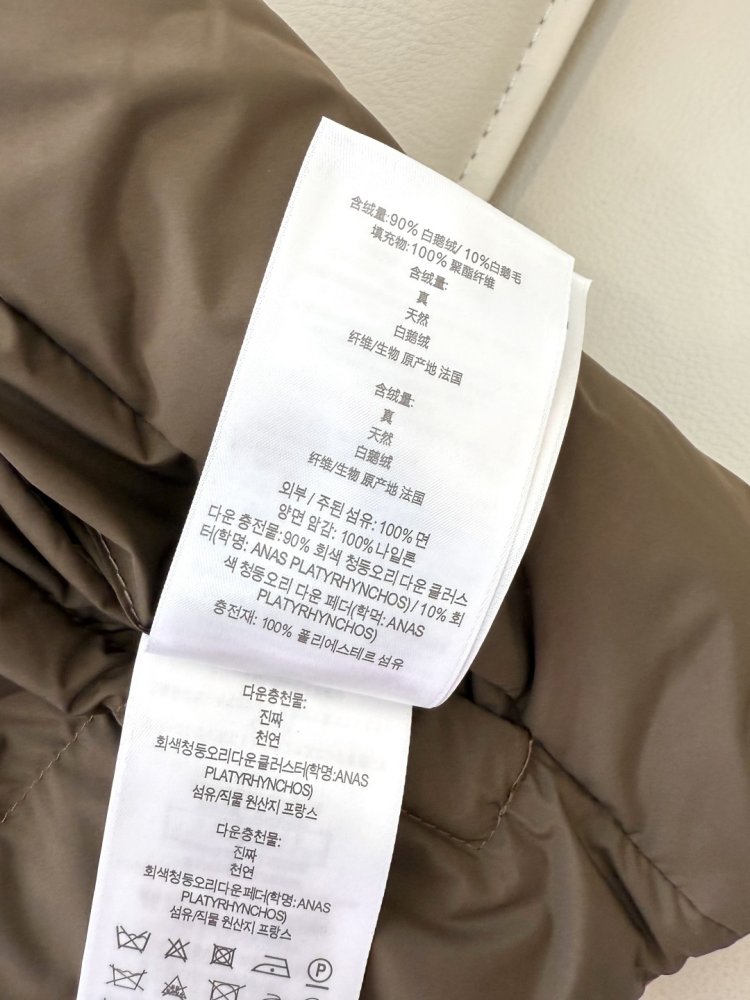 含绒量:90% 白鹅绒/ 10%白鹅毛
填充物:100% 聚酯纤维
含绒量:
真
天然
白鹅绒
纤维/生物 原产地 法国
含绒量:
真
天然
白鹅绒
纤维/生物 原产地 法国
외부 / 주된 섬유: 100% 면
양면 암감: 100% 나일론
다운 충전물:90% 회색 청둥오리 다운 클러스
터(학명: ANAS PLATYRHYNCHOS) / 10% 회
색 청둥오리 다운 페더(학명: ANAS
PLATYRHYNCHOS)
충전재: 100% 폴리에스테르 섬유
다운충천물:
진짜
천연
회색청둥오리다운클러스터(학명:ANAS
PLATYRHYNCHOS)
섬유/직물 원산지 프랑스
다운충천물:
진짜
천연
회색청둥오리다운페더(학명:ANAS
PLATYRHYNCHOS)
섬유/직물 원산지 프랑스
P